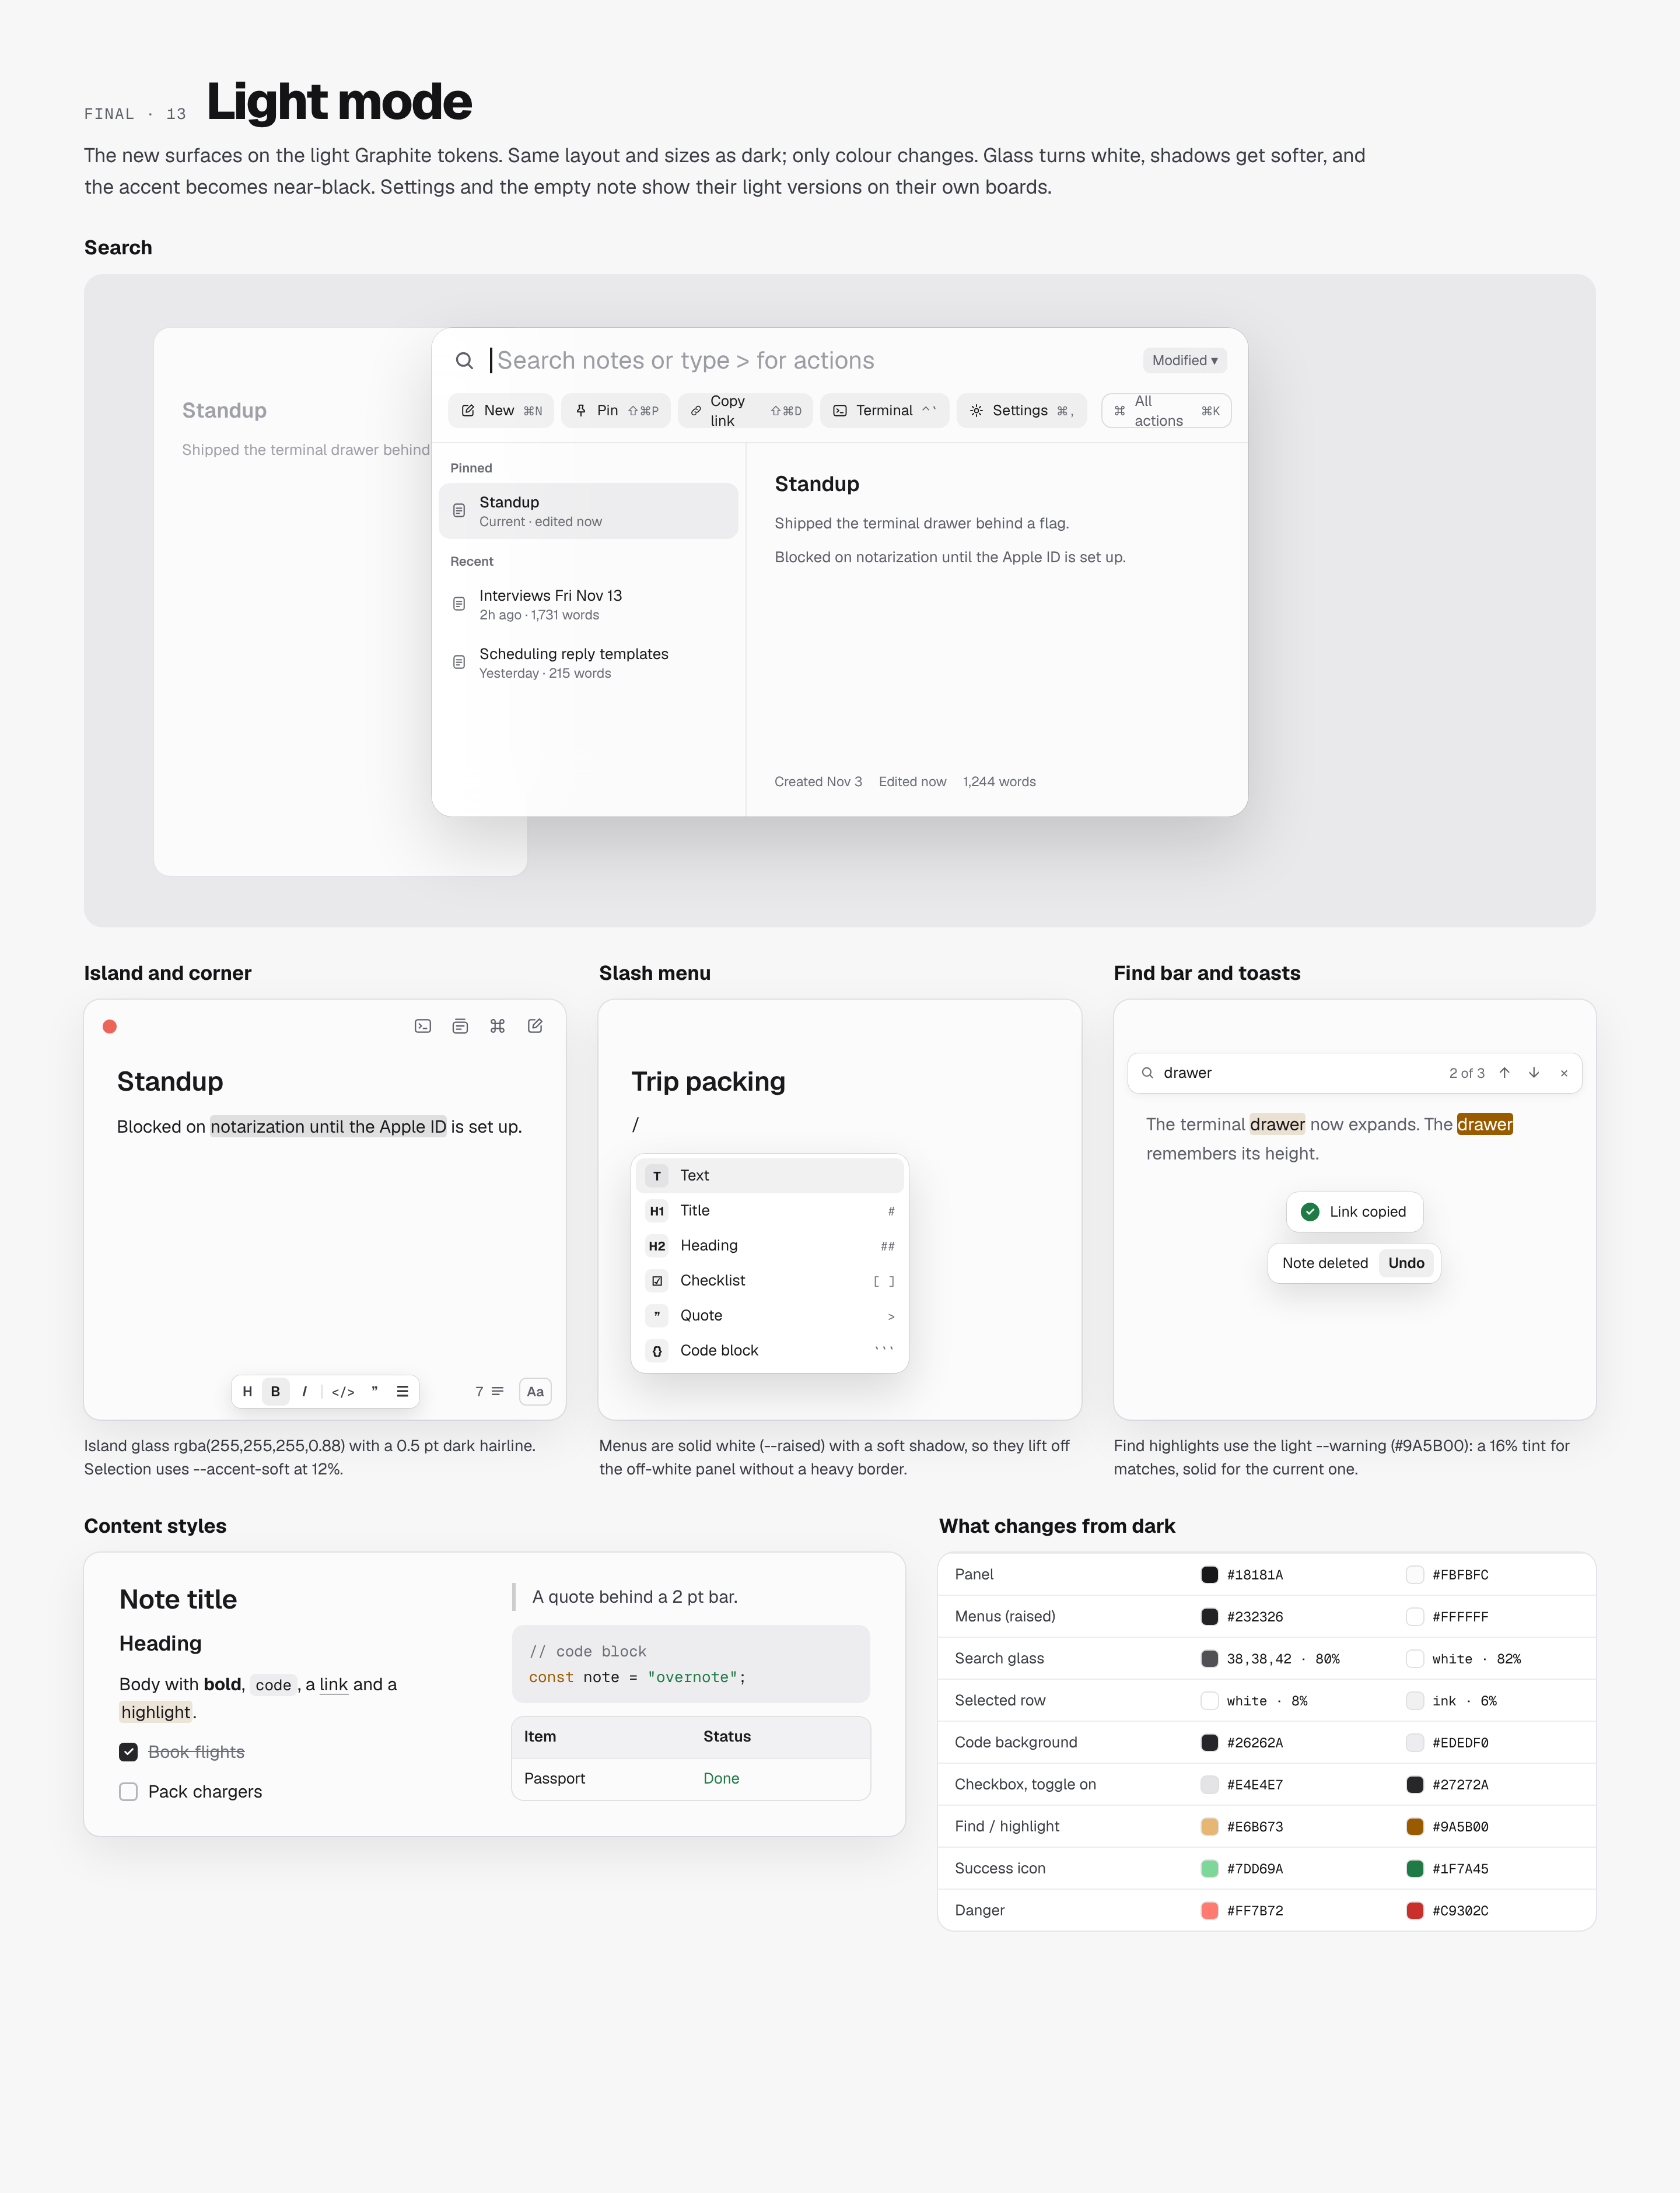 FINAL · 13 Light mode
The new surfaces on the light Graphite tokens. Same layout and sizes as dark; only colour changes. Glass turns white, shadows get softer, and
the accent becomes near-black. Settings and the empty note show their light versions on their own boards.
Search
Standup
Shipped the terminal drawer behind
Search notes or type > for actions
Modified ▾
New ⌘N
Pin ⇧⌘P
Copy
link
⇧⌘D
Terminal ^`
Settings ⌘,
⌘
All
actions
⌘K
Pinned
Standup
Current · edited now
Recent
Interviews Fri Nov 13
2h ago · 1,731 words
Scheduling reply templates
Yesterday · 215 words
Standup
Shipped the terminal drawer behind a flag.
Blocked on notarization until the Apple ID is set up.
Created Nov 3 Edited now 1,244 words
Island and corner
Standup
Blocked on notarization until the Apple ID is set up.
H B I </> ” ☰ 7 Aa
Island glass rgba(255,255,255,0.88) with a 0.5 pt dark hairline.
Selection uses --accent-soft at 12%.
Slash menu
Trip packing
/
T Text
H1 Title #
H2 Heading ##
☑ Checklist [ ]
” Quote >
{} Code block ```
Menus are solid white (--raised) with a soft shadow, so they lift off
the off-white panel without a heavy border.
Find bar and toasts
drawer 2 of 3 ↑ ↓ ×
The terminal drawer now expands. The drawer
remembers its height.
Link copied
Note deleted Undo
Find highlights use the light --warning (#9A5B00): a 16% tint for
matches, solid for the current one.
Content styles
Note title
Heading
Body with bold, code, a link and a
highlight.
Book flights
Pack chargers
A quote behind a 2 pt bar.
// code block
const note = "overnote";
Item Status
Passport Done
What changes from dark
Panel #18181A #FBFBFC
Menus (raised) #232326 #FFFFFF
Search glass 38,38,42 · 80% white · 82%
Selected row white · 8% ink · 6%
Code background #26262A #EDEDF0
Checkbox, toggle on #E4E4E7 #27272A
Find / highlight #E6B673 #9A5B00
Success icon #7DD69A #1F7A45
Danger #FF7B72 #C9302C